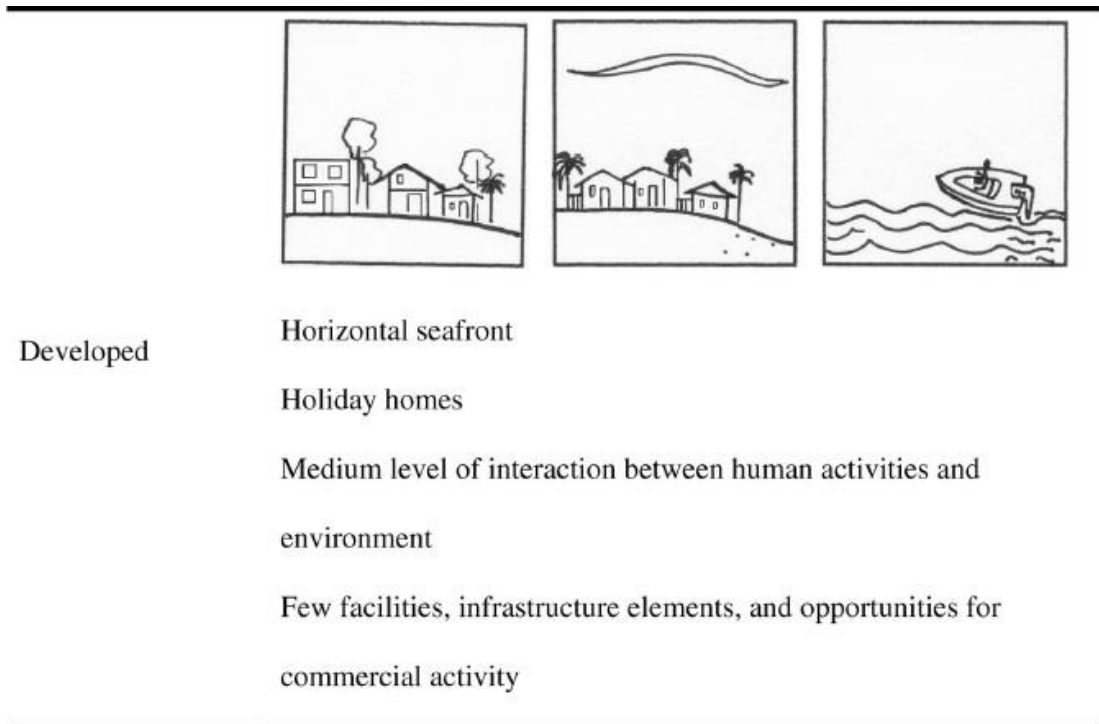 Developed
Horizontal seafront
Holiday homes
Medium level of interaction between human activities and
environment
Few facilities, infrastructure elements, and opportunities for
commercial activity